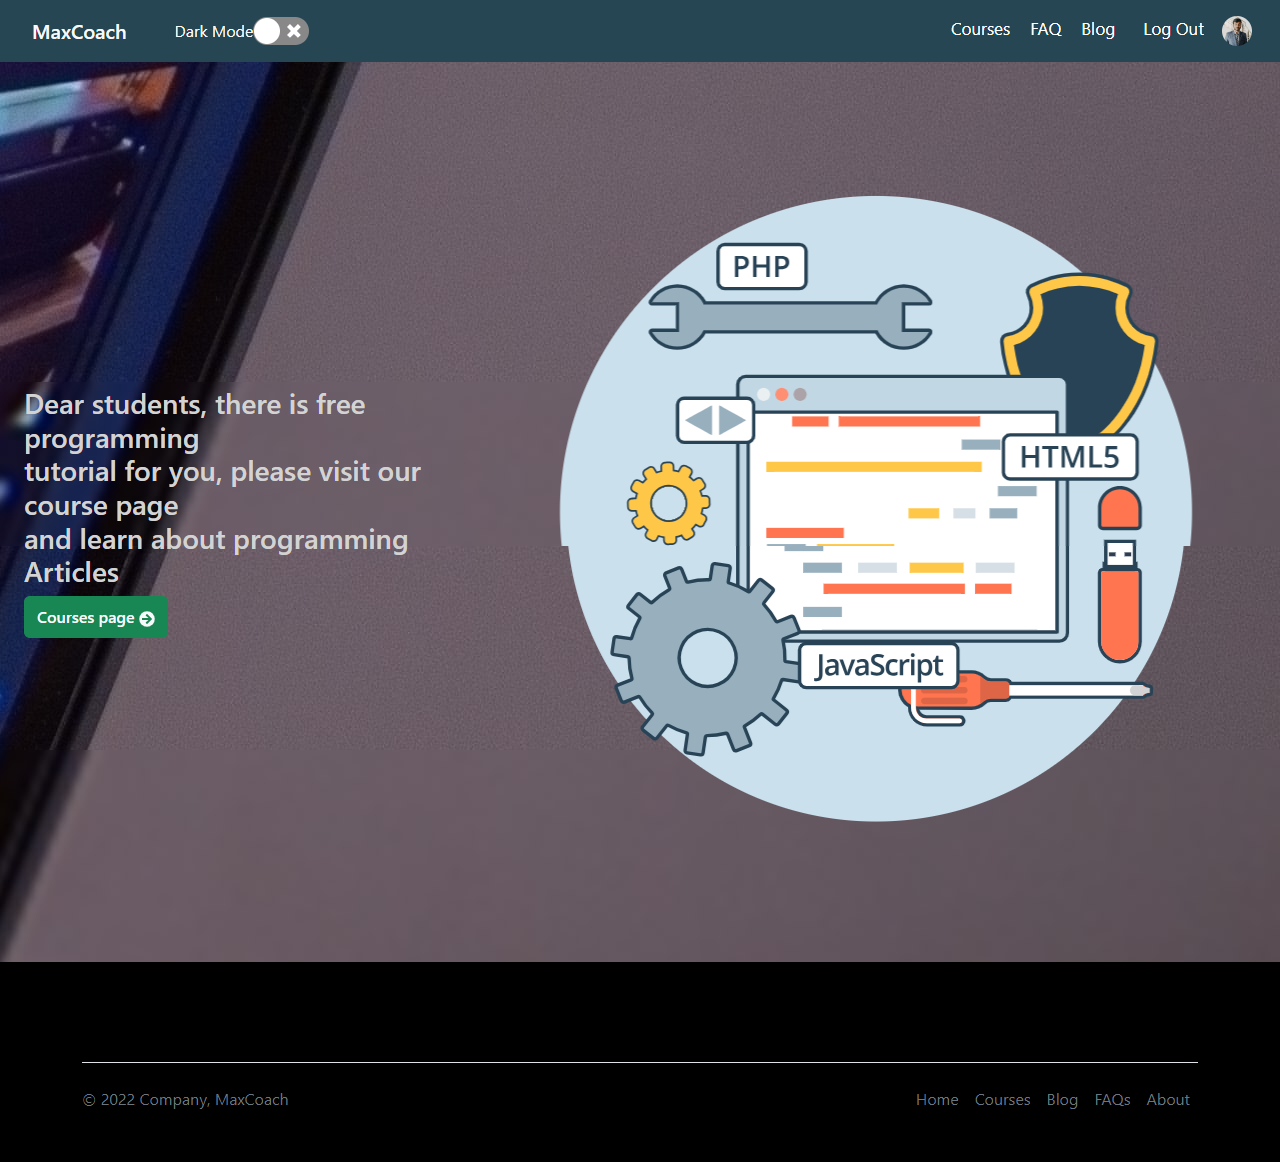 MaxCoach
Dark Mode
Courses FAQ Blog Log Out
PHP
HTML5
JavaScript
Dear students, there is free
programming
tutorial for you, please visit our
course page
and learn about programming
Articles
Courses page
© 2022 Company, MaxCoach
Home Courses Blog FAQs About